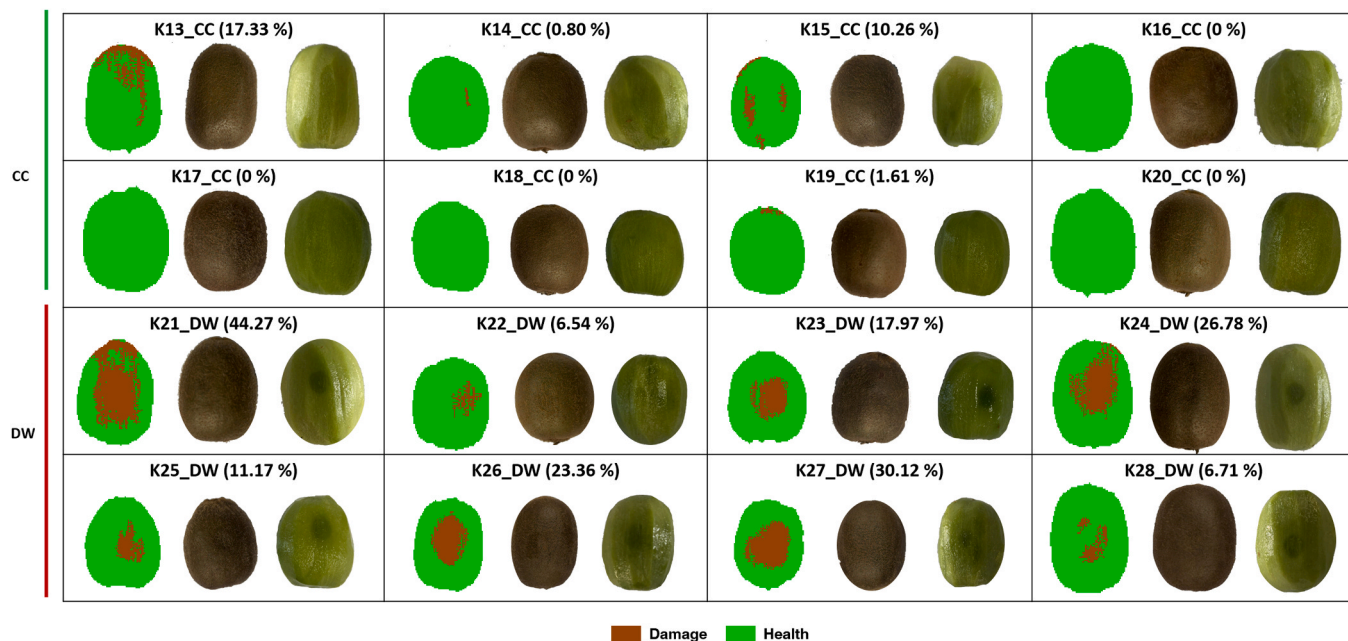 K13_CC (17.33 %)
K14_CC (0.80 %)
K15_CC (10.26 %)
K16_CC (0 %)
CC
K17_CC (0 %)
K18_CC (0 %)
K19_CC (1.61 %)
K20_CC (0 %)
K21_DW (44.27 %)
K22_DW (6.54 %)
K23_DW (17.97 %)
K24_DW (26.78 %)
DW
K25_DW (11.17 %)
K26_DW (23.36 %)
K27_DW (30.12 %)
K28_DW (6.71 %)
Damage
Health